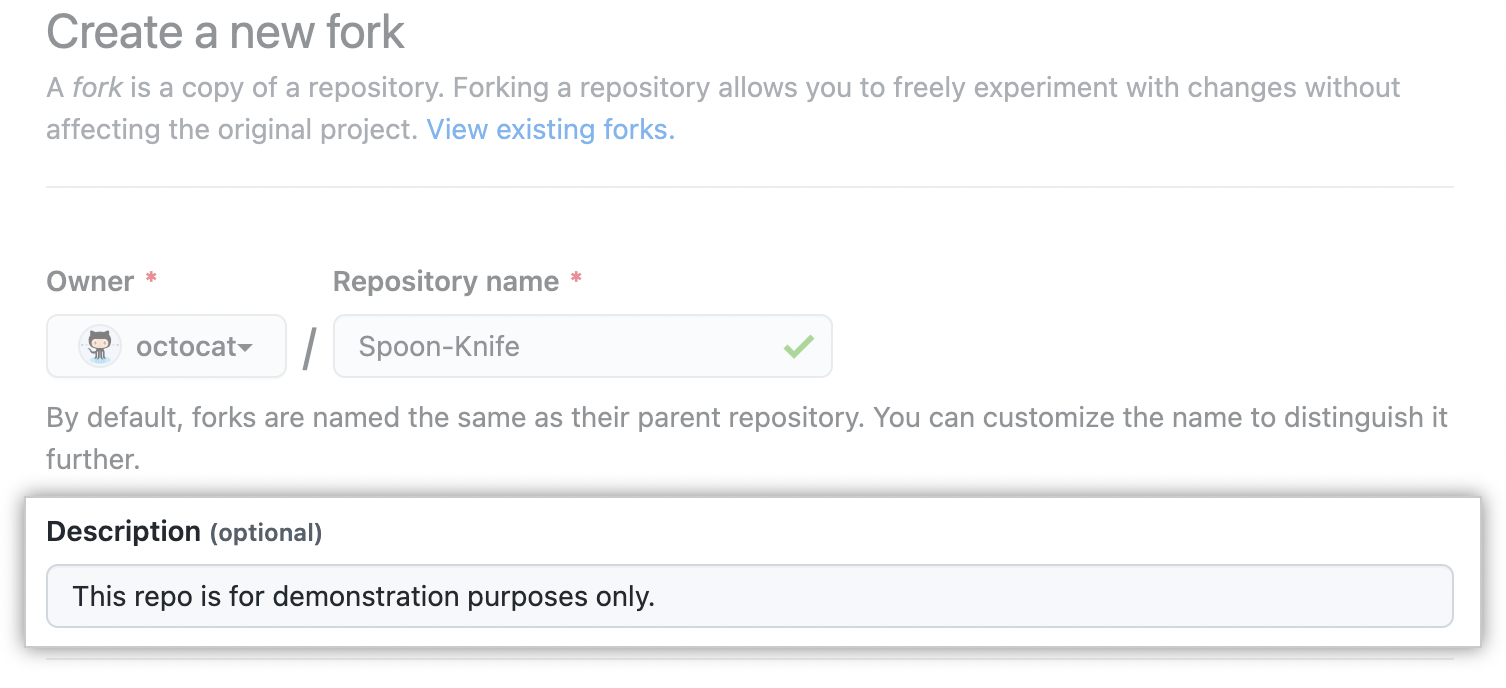 Create a new fork
A fork is a copy of a repository. Forking a repository allows you to freely experiment with changes without
affecting the original project. View existing forks.
Owner * Repository name *
octocat / Spoon-Knife
By default, forks are named the same as their parent repository. You can customize the name to distinguish it
further.
Description (optional)
This repo is for demonstration purposes only.